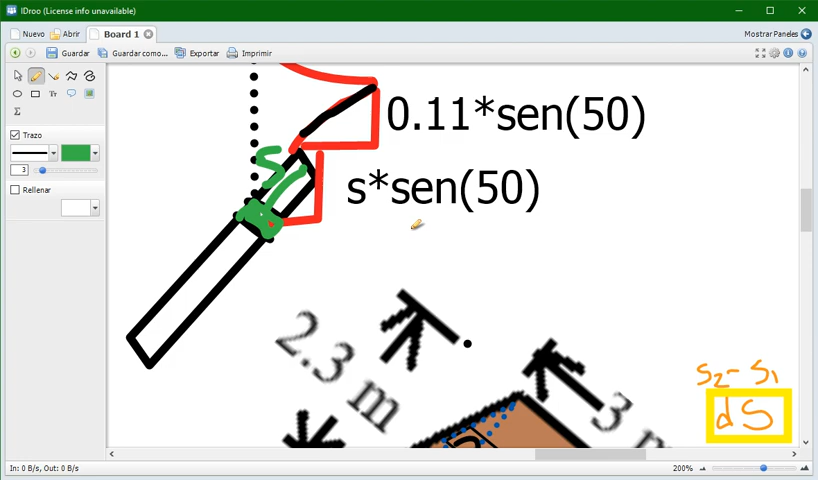 IDroo (License info unavailable)
Nuevo Abrir Board 1 Mostrar Paneles
Guardar Guardar como... Exportar Imprimir
Trazo
3
Rellenar
0.11*sen(50)
S
s*sen(50)
2.3 m
3 m
S2 - S1
dS
In: 0 B/s, Out: 0 B/s 200%